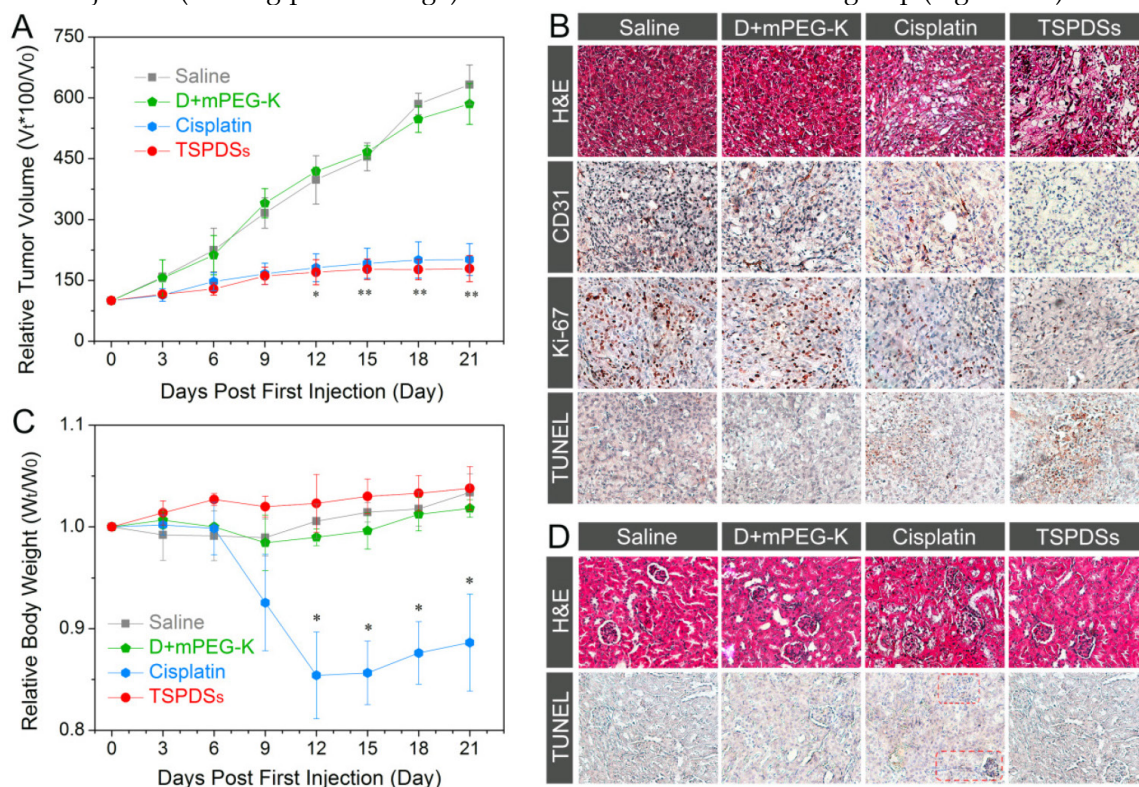 A
Relative Tumor Volume (Vt*100/V0)
750
600
450
300
150
0
Saline
D+mPEG-K
Cisplatin
TSPDSs
* ** ** **
0 3 6 9 12 15 18 21
Days Post First Injection (Day)
B
Saline D+mPEG-K Cisplatin TSPDSs
H&E
CD31
Ki-67
TUNEL
C
Relative Body Weight (Wt/W0)
1.1
1.0
0.9
0.8
* * * *
Saline
D+mPEG-K
Cisplatin
TSPDSs
0 3 6 9 12 15 18 21
Days Post First Injection (Day)
D
Saline D+mPEG-K Cisplatin TSPDSs
H&E
TUNEL